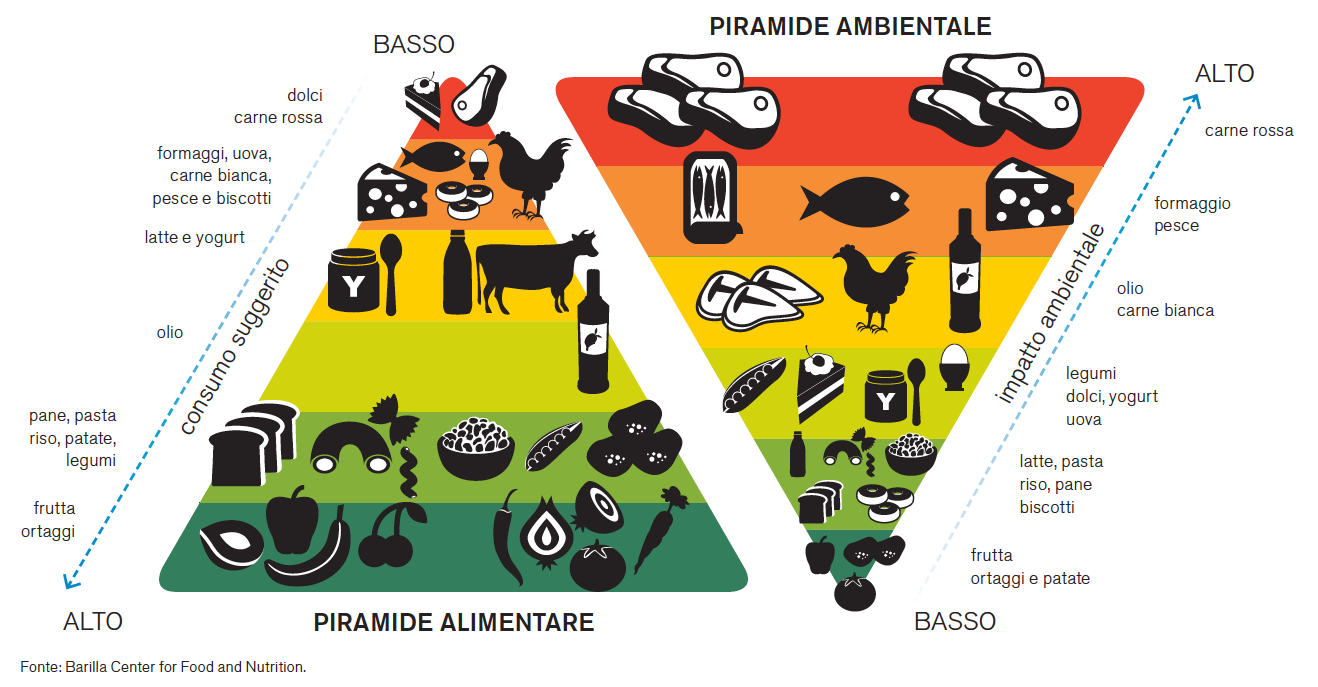 PIRAMIDE AMBIENTALE
BASSO
dolci
carne rossa
formaggi, uova,
carne bianca,
pesce e biscotti
latte e yogurt
olio
pane, pasta
riso, patate,
legumi
frutta
ortaggi
consumo suggerito
ALTO
Y
PIRAMIDE ALIMENTARE
ALTO
carne rossa
formaggio
pesce
olio
carne bianca
legumi
dolci, yogurt
uova
latte, pasta
riso, pane
biscotti
frutta
ortaggi e patate
impatto ambientale
Y
BASSO
Fonte: Barilla Center for Food and Nutrition.